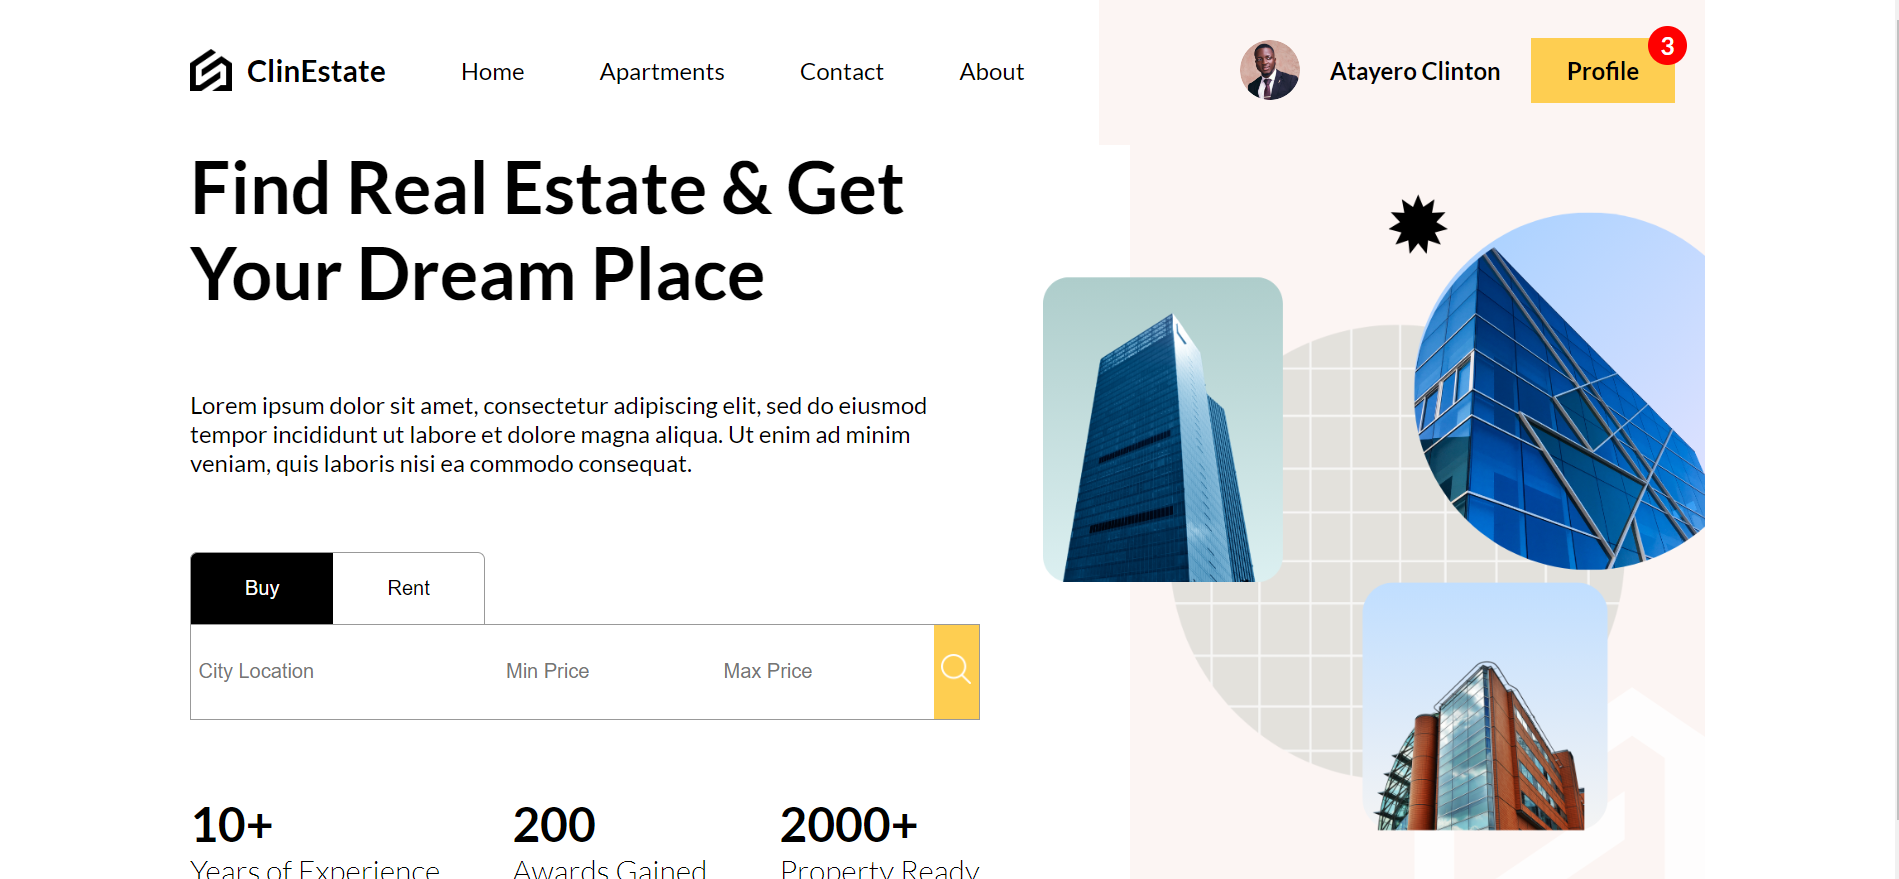 ClinEstate
Home
Apartments
Contact
About
Atayero Clinton
Profile
3
Find Real Estate & Get
Your Dream Place
Lorem ipsum dolor sit amet, consectetur adipiscing elit, sed do eiusmod
tempor incididunt ut labore et dolore magna aliqua. Ut enim ad minim
veniam, quis laboris nisi ea commodo consequat.
Buy
Rent
City Location
Min Price
Max Price
10+
Years of Experience
200
Awards Gained
2000+
Property Ready